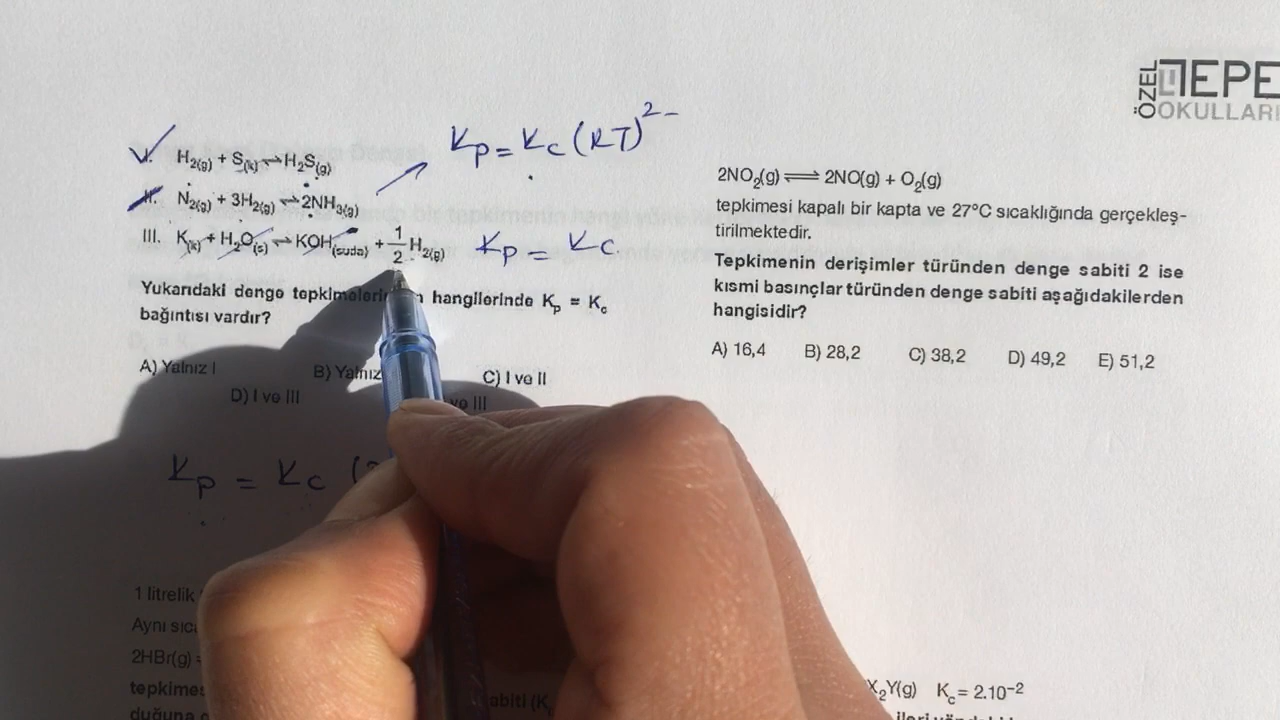 ÖZEL TEPE
OKULLARI
Kp = Kc (RT)2-
I. H2(g) + S(k) ⇌ H2S(g)
II. N2(g) + 3H2(g) ⇌ 2NH3(g)
III. K(k) + H2O(s) ⇌ KOH(suda) + 1/2 H2(g)
Kp = Kc
Yukarıdaki denge hangilerinde Kp = Kc
bağıntısı vardır?
A) Yalnız I B) Yalnız C) I ve II
D) I ve III ve III
Kp = Kc (
1 litrelik
Aynı
2HBr(g)
2NO2(g) ⇌ 2NO(g) + O2(g)
tepkimesi kapalı bir kapta ve 27°C sıcaklığında gerçekleş-
tirilmektedir.
Tepkimenin derişimler türünden denge sabiti 2 ise
kısmi basınçlar türünden denge sabiti aşağıdakilerden
hangisidir?
A) 16,4 B) 28,2 C) 38,2 D) 49,2 E) 51,2
X2Y(g) Kc = 2.10-2